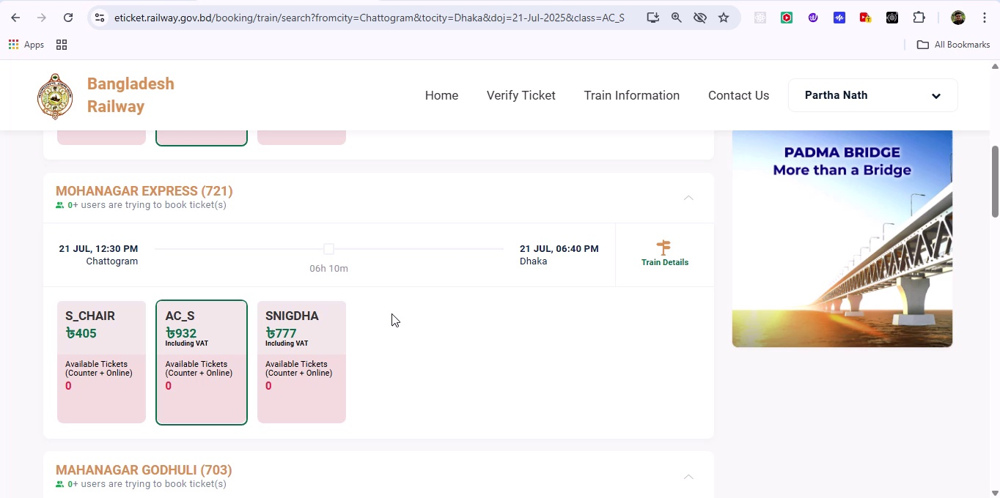 eticket.railway.gov.bd/booking/train/search?fromcity=Chattogram&tocity=Dhaka&doj=21-Jul-2025&class=AC_S
Apps
All Bookmarks
Bangladesh
Railway
Home
Verify Ticket
Train Information
Contact Us
Partha Nath
PADMA BRIDGE
More than a Bridge
MOHANAGAR EXPRESS (721)
0+ users are trying to book ticket(s)
21 JUL, 12:30 PM
Chattogram
06h 10m
21 JUL, 06:40 PM
Dhaka
Train Details
S_CHAIR
৳405
Available Tickets
(Counter + Online)
0
AC_S
৳932
Including VAT
Available Tickets
(Counter + Online)
0
SNIGDHA
৳777
Including VAT
Available Tickets
(Counter + Online)
0
MAHANAGAR GODHULI (703)
0+ users are trying to book ticket(s)